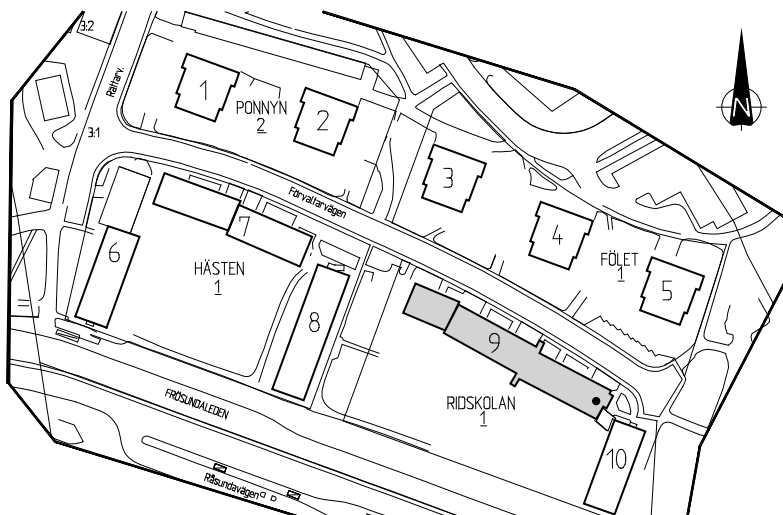 3:2
Rättarv.
1
PONNYN
2
2
N
3:1
3
Förvaltarvägen
4
FÖLET
1
5
6
7
HÄSTEN
1
8
9
RIDSKOLAN
1
FRÖSUNDALEDEN
10
Råsundavägen